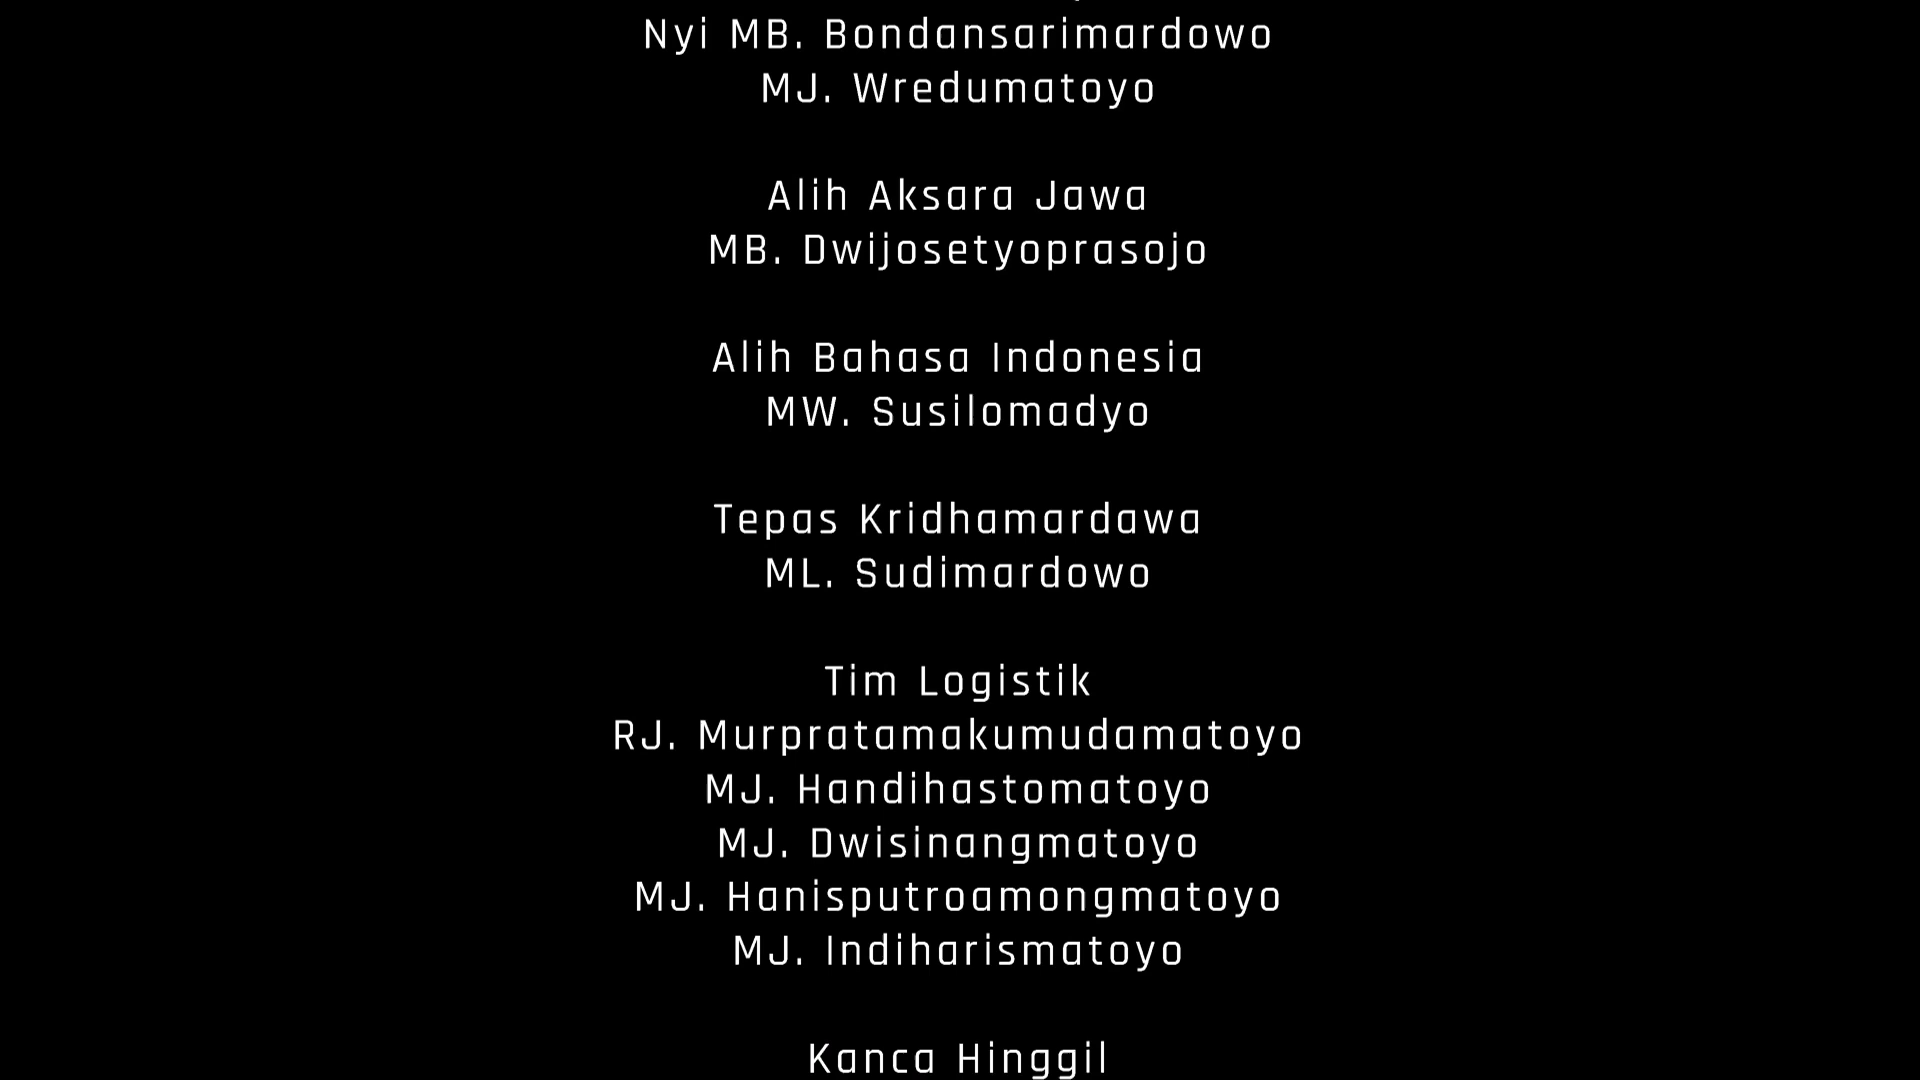 Nyi MB. Bondansarimardowo
MJ. Wredumatoyo
Alih Aksara Jawa
MB. Dwijosetyoprasojo
Alih Bahasa Indonesia
MW. Susilomadyo
Tepas Kridhamardawa
ML. Sudimardowo
Tim Logistik
RJ. Murpratamakumudamatoyo
MJ. Handihastomatoyo
MJ. Dwisinangmatoyo
MJ. Hanisputroamongmatoyo
MJ. Indiharismatoyo
Kanca Hinggil